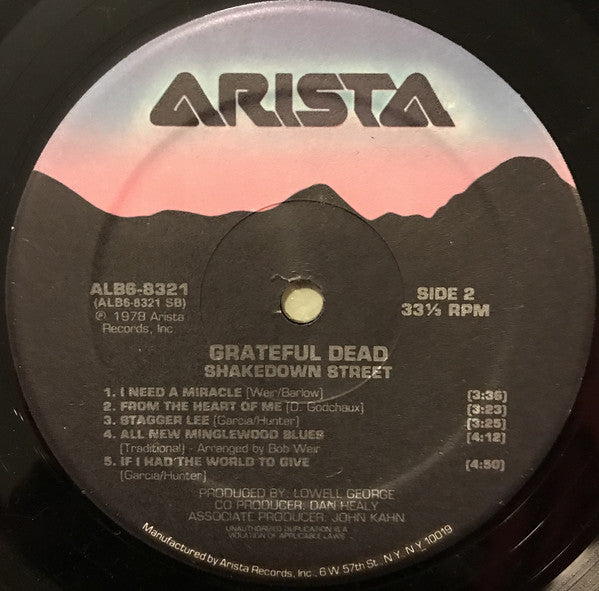 ARISTA
ALB6-8321
(ALB6-8321 SB)
℗ 1978 Arista
Records, Inc.
SIDE 2
33⅓ RPM
GRATEFUL DEAD
SHAKEDOWN STREET
1. I NEED A MIRACLE [Weir/Barlow] [3:36]
2. FROM THE HEART OF ME [D. Godchaux] [3:23]
3. STAGGER LEE [Garcia/Hunter] [3:25]
4. ALL NEW MINGLEWOOD BLUES [4:12]
[Traditional] - Arranged by Bob Weir
5. IF I HAD THE WORLD TO GIVE [4:50]
[Garcia/Hunter]
PRODUCED BY: LOWELL GEORGE
CO PRODUCER: DAN HEALY
ASSOCIATE PRODUCER: JOHN KAHN
UNAUTHORIZED DUPLICATION IS A
VIOLATION OF APPLICABLE LAWS
Manufactured by Arista Records, Inc., 6 W 57th St., N.Y. N.Y. 10019